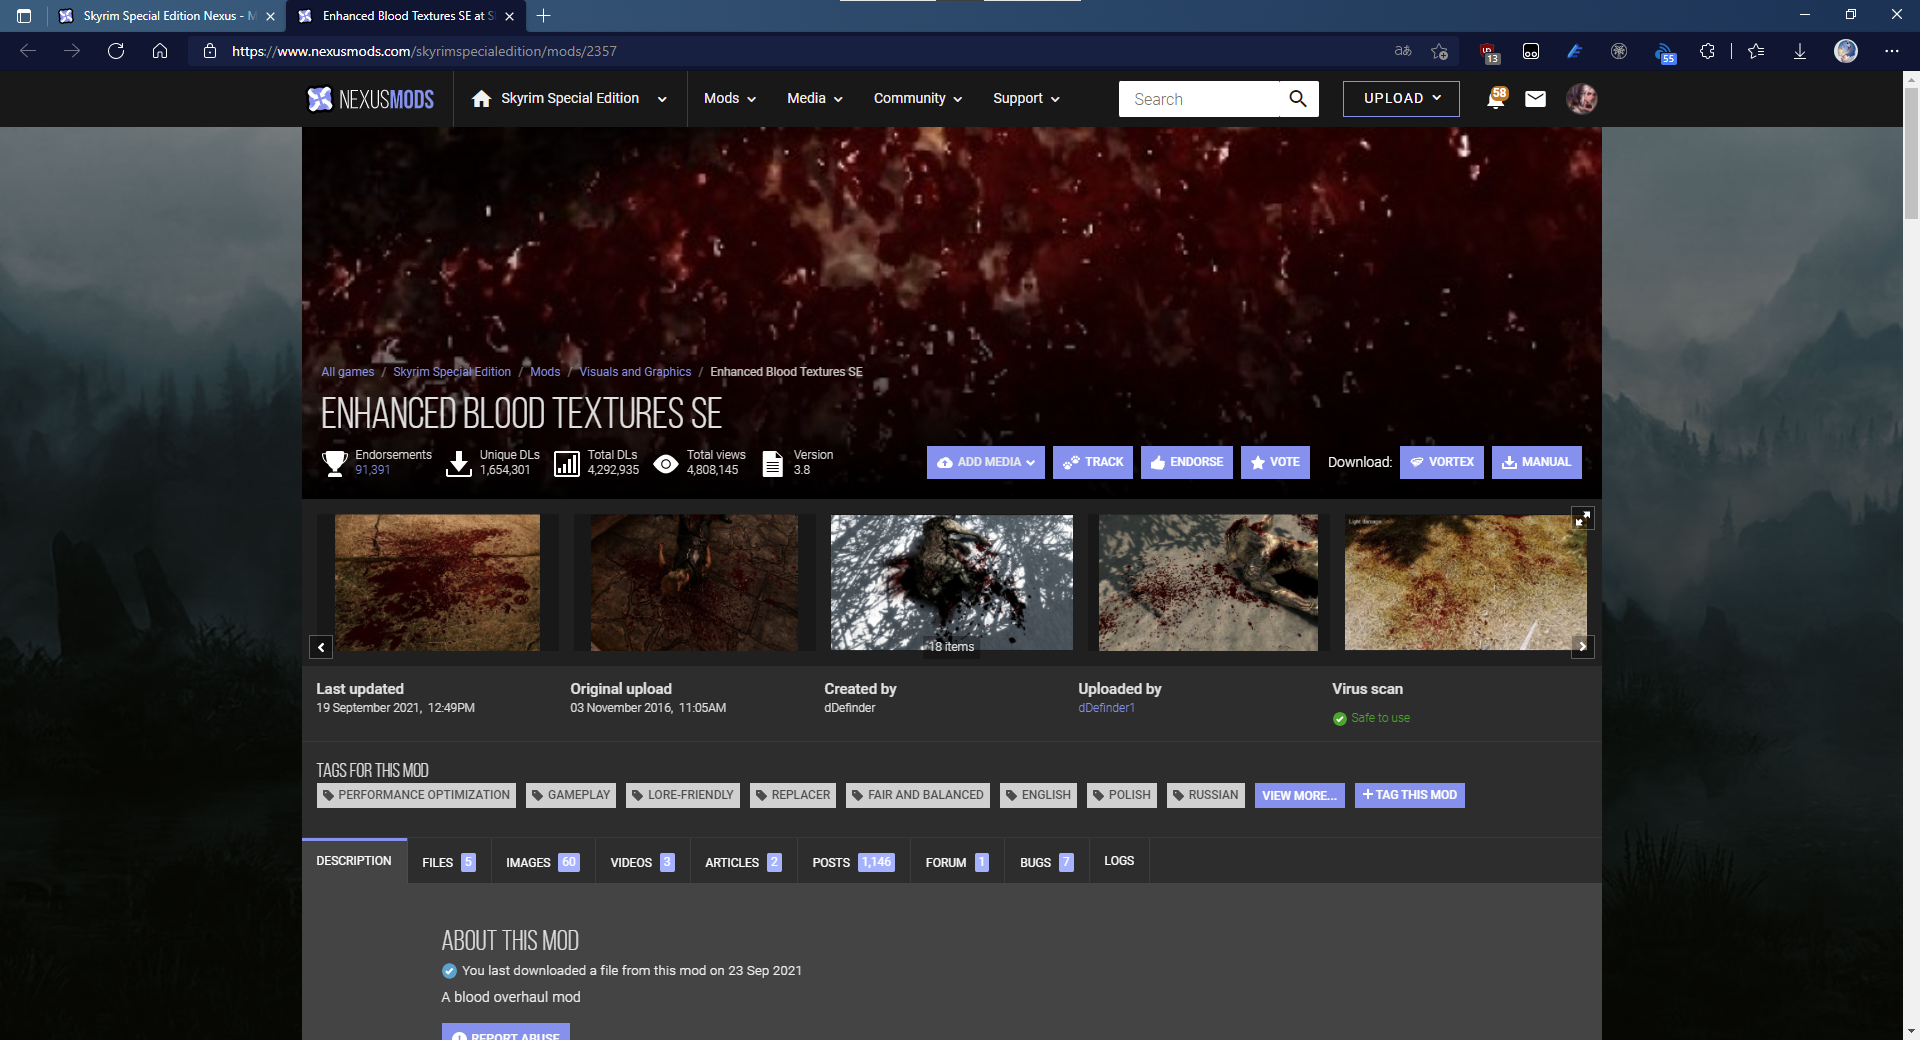 Skyrim Special Edition Nexus - M
Enhanced Blood Textures SE at S
https://www.nexusmods.com/skyrimspecialedition/mods/2357
aあ
13
55
NEXUSMODS
Skyrim Special Edition
Mods
Media
Community
Support
Search
UPLOAD
58
All games / Skyrim Special Edition / Mods / Visuals and Graphics / Enhanced Blood Textures SE
ENHANCED BLOOD TEXTURES SE
Endorsements
91,391
Unique DLs
1,654,301
Total DLs
4,292,935
Total views
4,808,145
Version
3.8
ADD MEDIA
TRACK
ENDORSE
VOTE
Download:
VORTEX
MANUAL
Light damage
18 items
Last updated
19 September 2021, 12:49PM
Original upload
03 November 2016, 11:05AM
Created by
dDefinder
Uploaded by
dDefinder1
Virus scan
Safe to use
TAGS FOR THIS MOD
PERFORMANCE OPTIMIZATION
GAMEPLAY
LORE-FRIENDLY
REPLACER
FAIR AND BALANCED
ENGLISH
POLISH
RUSSIAN
VIEW MORE...
+ TAG THIS MOD
DESCRIPTION
FILES 5
IMAGES 60
VIDEOS 3
ARTICLES 2
POSTS 1,146
FORUM 1
BUGS 7
LOGS
ABOUT THIS MOD
You last downloaded a file from this mod on 23 Sep 2021
A blood overhaul mod
REPORT ABUSE